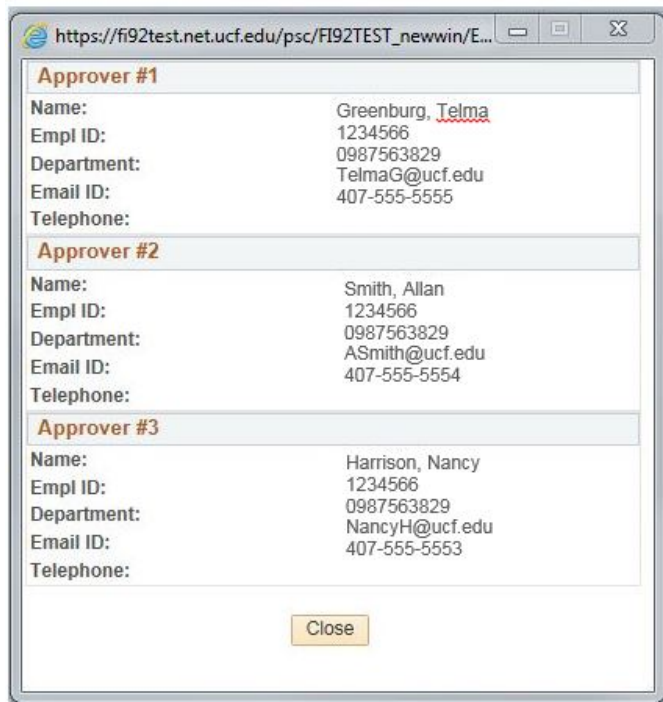 https://fi92test.net.ucf.edu/psc/FI92TEST_newwin/E...
Approver #1
Name: Greenburg, Telma
Empl ID: 1234566
Department: 0987563829
Email ID: TelmaG@ucf.edu
Telephone: 407-555-5555
Approver #2
Name: Smith, Allan
Empl ID: 1234566
Department: 0987563829
Email ID: ASmith@ucf.edu
Telephone: 407-555-5554
Approver #3
Name: Harrison, Nancy
Empl ID: 1234566
Department: 0987563829
Email ID: NancyH@ucf.edu
Telephone: 407-555-5553
Close